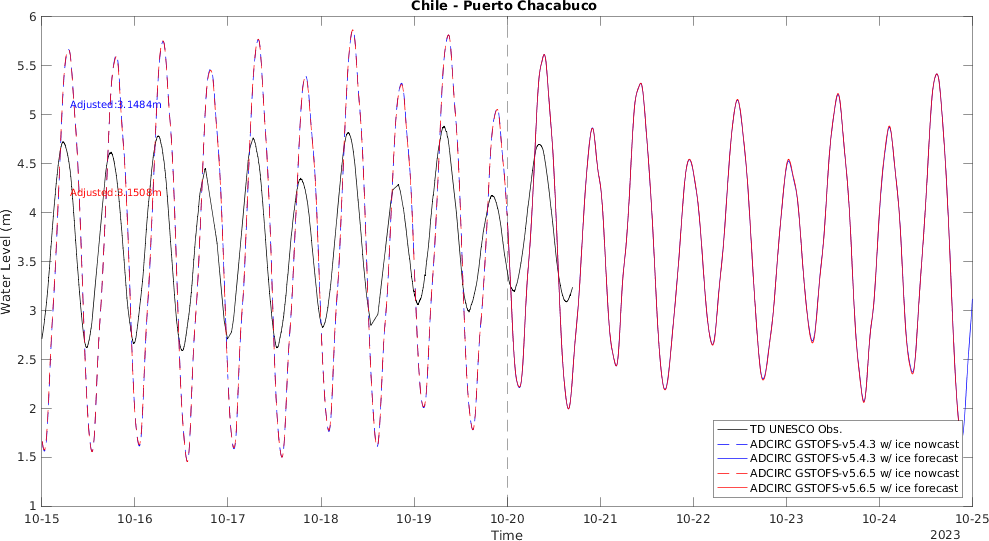 Chile - Puerto Chacabuco
6
5.5
5
4.5
4
3.5
3
2.5
2
1.5
1
Water Level (m)
Adjusted:3.1484m
Adjusted:3.1508m
TD UNESCO Obs.
ADCIRC GSTOFS-v5.4.3 w/ ice nowcast
ADCIRC GSTOFS-v5.4.3 w/ ice forecast
ADCIRC GSTOFS-v5.6.5 w/ ice nowcast
ADCIRC GSTOFS-v5.6.5 w/ ice forecast
10-15 10-16 10-17 10-18 10-19 10-20 10-21 10-22 10-23 10-24 10-25
Time
2023